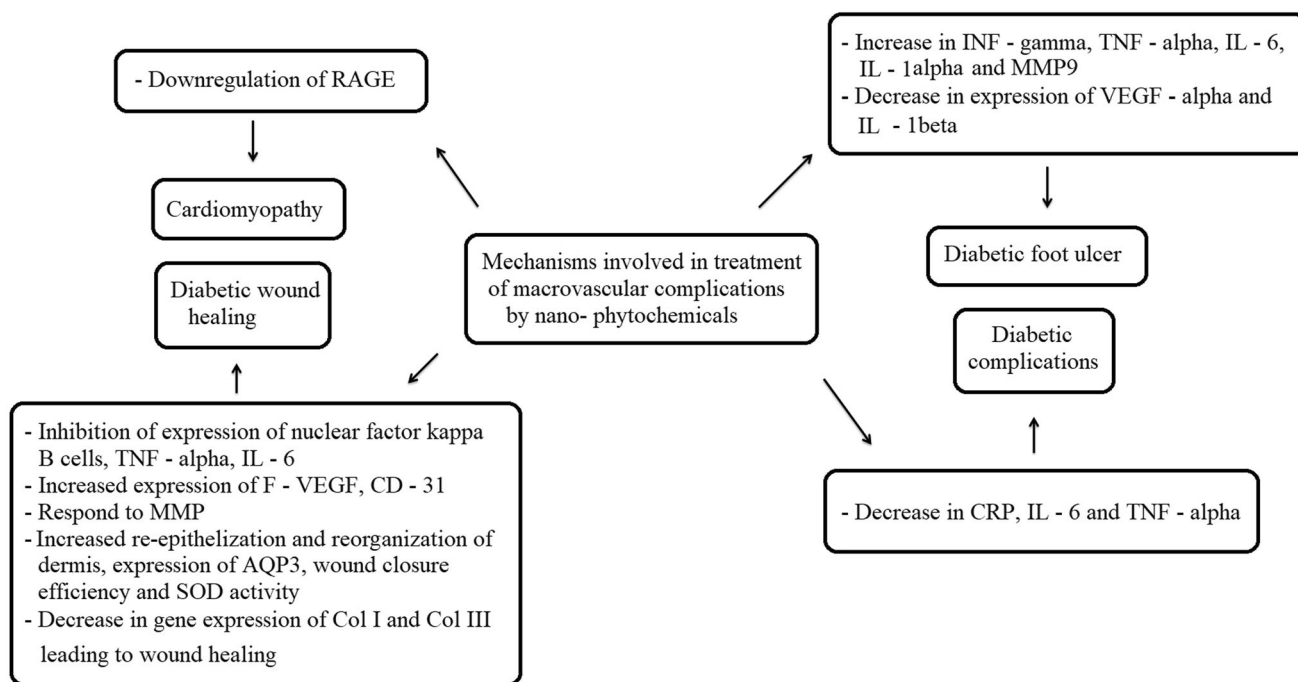 - Downregulation of RAGE
Cardiomyopathy
Diabetic wound
healing
- Inhibition of expression of nuclear factor kappa
B cells, TNF - alpha, IL - 6
- Increased expression of F - VEGF, CD - 31
- Respond to MMP
- Increased re-epithelization and reorganization of
dermis, expression of AQP3, wound closure
efficiency and SOD activity
- Decrease in gene expression of Col I and Col III
leading to wound healing
Mechanisms involved in treatment
of macrovascular complications
by nano- phytochemicals
- Increase in INF - gamma, TNF - alpha, IL - 6,
IL - 1alpha and MMP9
- Decrease in expression of VEGF - alpha and
IL - 1beta
Diabetic foot ulcer
Diabetic
complications
- Decrease in CRP, IL - 6 and TNF - alpha